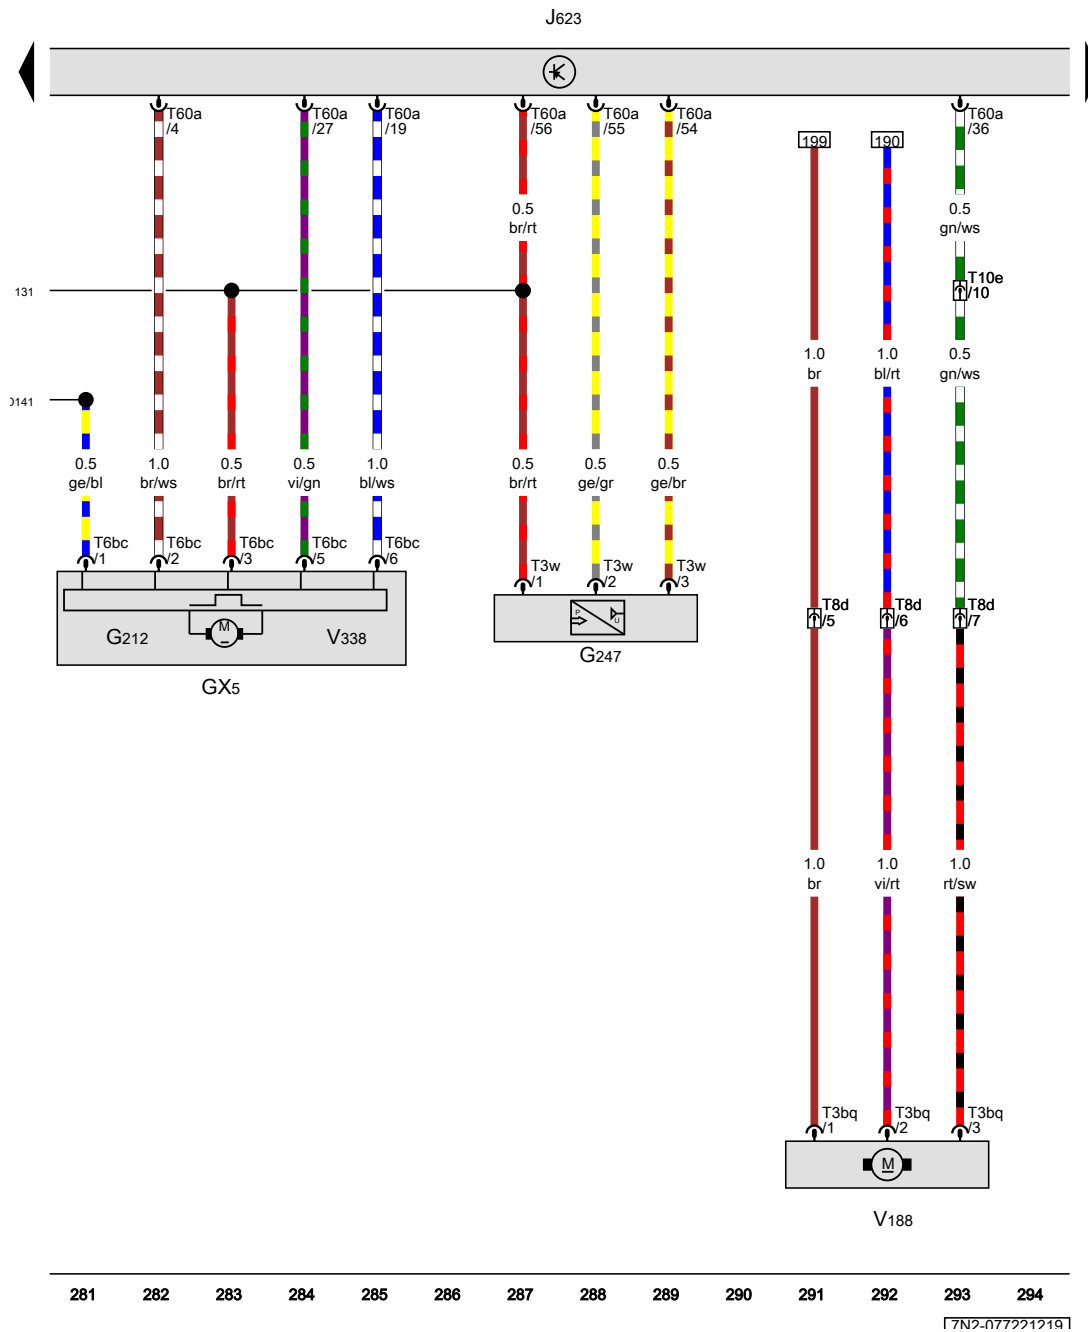 J623
T60a
/4
T60a
/27
T60a
/19
T60a
/56
T60a
/55
T60a
/54
T60a
/36
199
190
0.5
br/rt
0.5
gn/ws
131
T10e
/10
1.0
br
1.0
bl/rt
0.5
gn/ws
0141
0.5
ge/bl
1.0
br/ws
0.5
br/rt
0.5
vi/gn
1.0
bl/ws
0.5
br/rt
0.5
ge/gr
0.5
ge/br
T6bc
/1
T6bc
/2
T6bc
/3
T6bc
/5
T6bc
/6
T3w
/1
T3w
/2
T3w
/3
T8d
/5
T8d
/6
T8d
/7
P
U
G212
M
V338
G247
GX5
1.0
br
1.0
vi/rt
1.0
rt/sw
T3bq
/1
T3bq
/2
T3bq
/3
M
V188
281 282 283 284 285 286 287 288 289 290 291 292 293 294
7N2-077221219